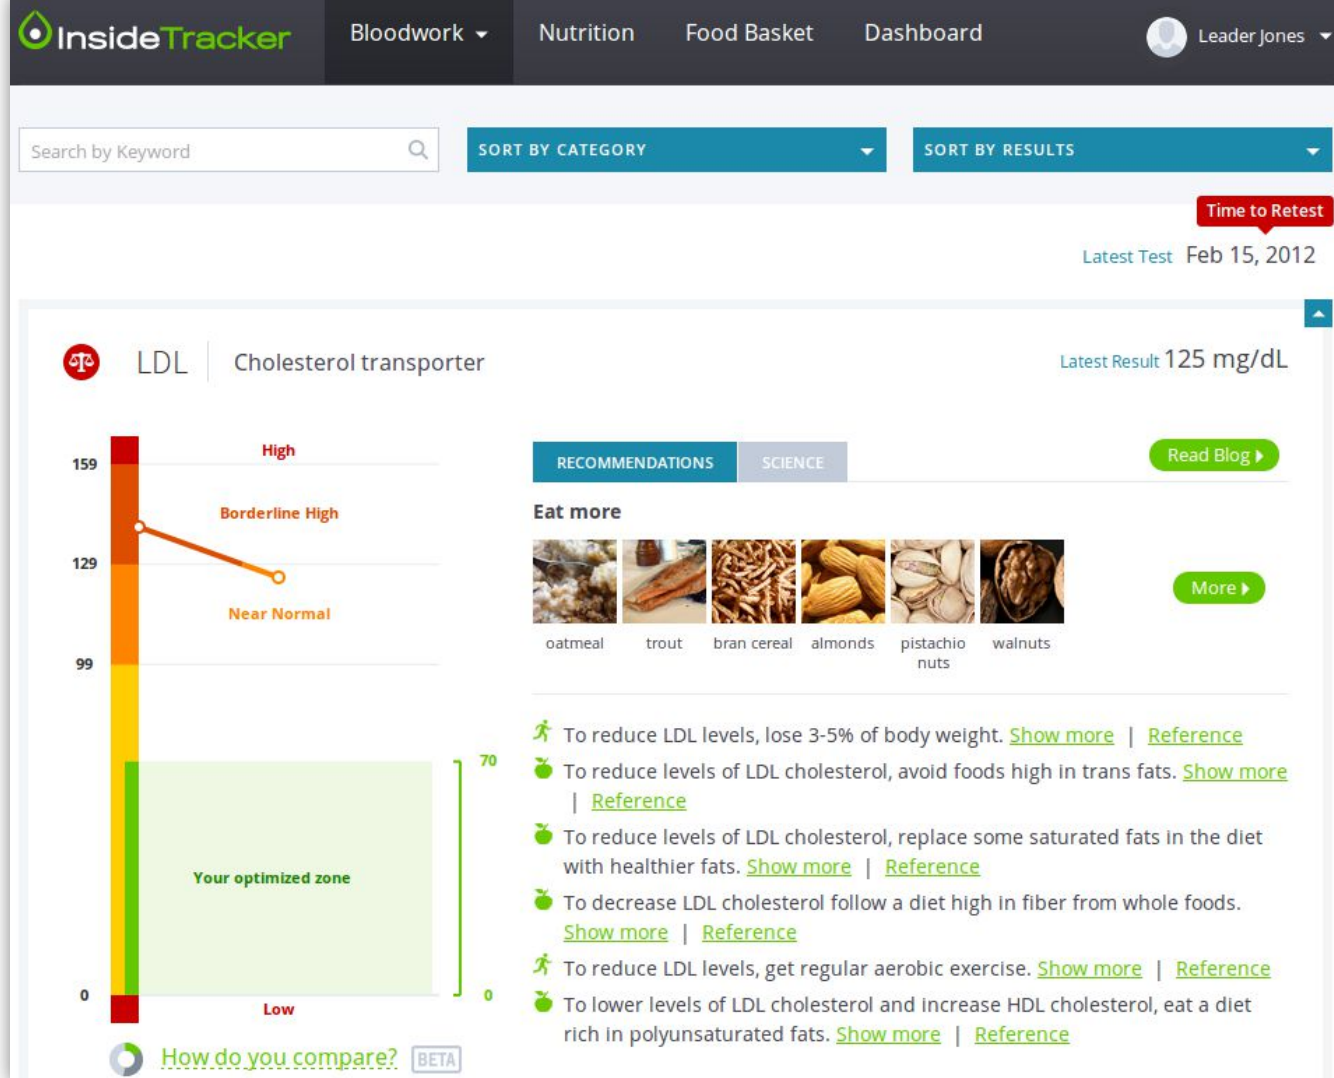 InsideTracker
Bloodwork
Nutrition
Food Basket
Dashboard
Leader Jones
Search by Keyword
SORT BY CATEGORY
SORT BY RESULTS
Time to Retest
Latest Test Feb 15, 2012
LDL
Cholesterol transporter
Latest Result 125 mg/dL
High
159
Borderline High
129
Near Normal
99
70
Your optimized zone
0
0
Low
How do you compare? BETA
RECOMMENDATIONS
SCIENCE
Read Blog
Eat more
oatmeal
trout
bran cereal
almonds
pistachio
nuts
walnuts
More
To reduce LDL levels, lose 3-5% of body weight. Show more | Reference
To reduce levels of LDL cholesterol, avoid foods high in trans fats. Show more
| Reference
To reduce levels of LDL cholesterol, replace some saturated fats in the diet
with healthier fats. Show more | Reference
To decrease LDL cholesterol follow a diet high in fiber from whole foods.
Show more | Reference
To reduce LDL levels, get regular aerobic exercise. Show more | Reference
To lower levels of LDL cholesterol and increase HDL cholesterol, eat a diet
rich in polyunsaturated fats. Show more | Reference